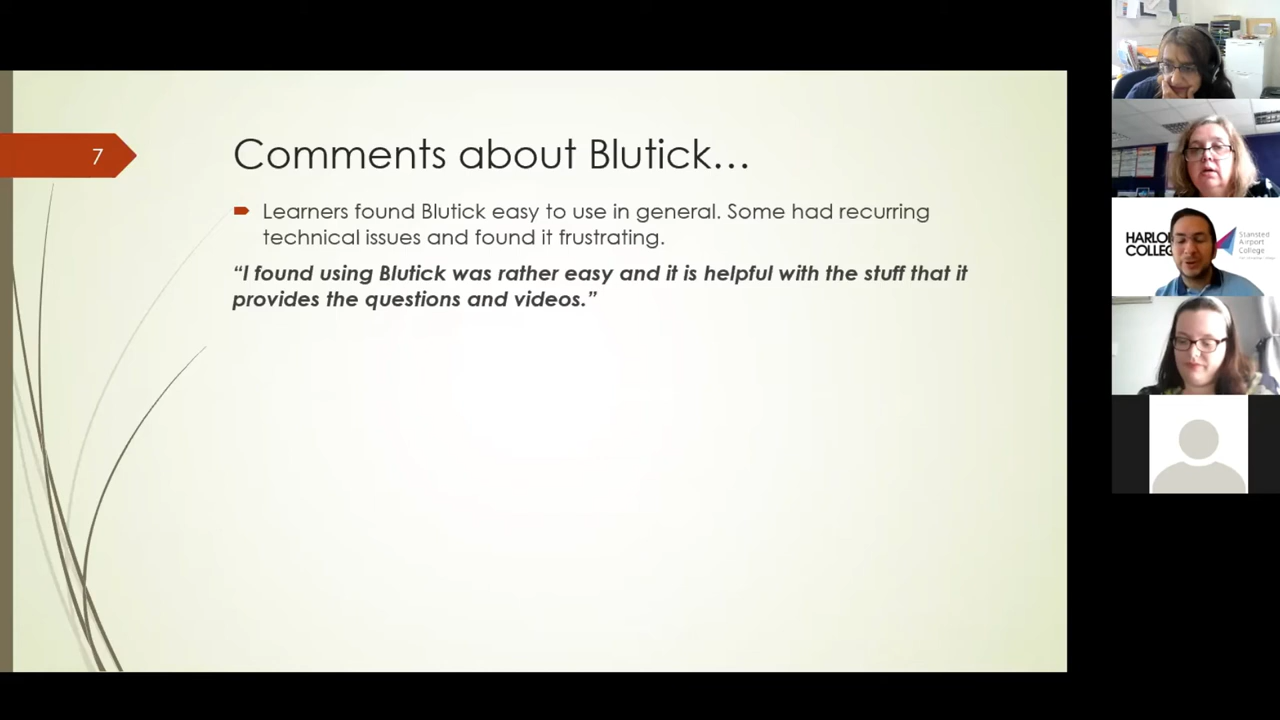 7
Comments about Blutick…
Learners found Blutick easy to use in general. Some had recurring
technical issues and found it frustrating.
“I found using Blutick was rather easy and it is helpful with the stuff that it
provides the questions and videos.”
Stansted
Airport
College